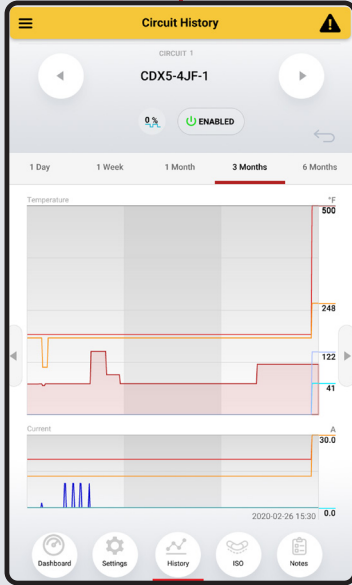 Circuit History
CIRCUIT 1
CDX5-4JF-1
0 %
ENABLED
1 Day 1 Week 1 Month 3 Months 6 Months
Temperature °F
500
248
122
41
Current A
30.0
0.0
2020-02-26 15:30
Dashboard Settings History ISO Notes